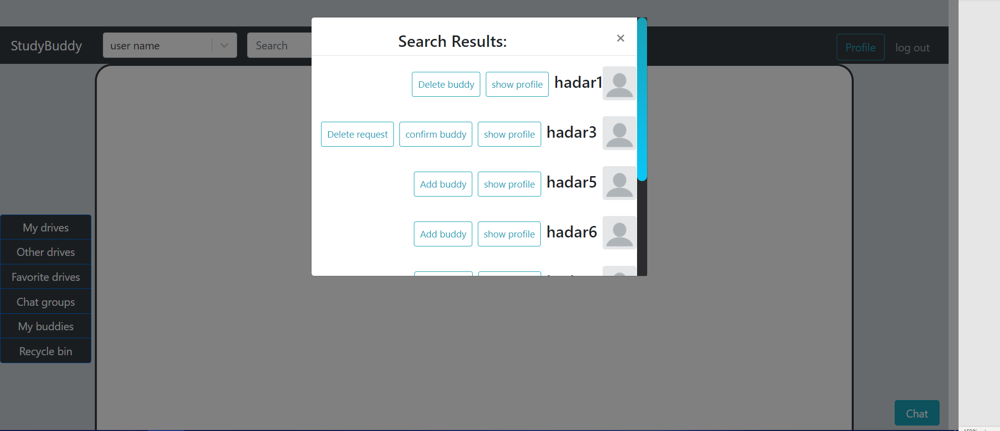 StudyBuddy
user name
Search
Profile
log out
Search Results:
×
Delete buddy show profile hadar1
Delete request confirm buddy show profile hadar3
Add buddy show profile hadar5
Add buddy show profile hadar6
My drives
Other drives
Favorite drives
Chat groups
My buddies
Recycle bin
Chat